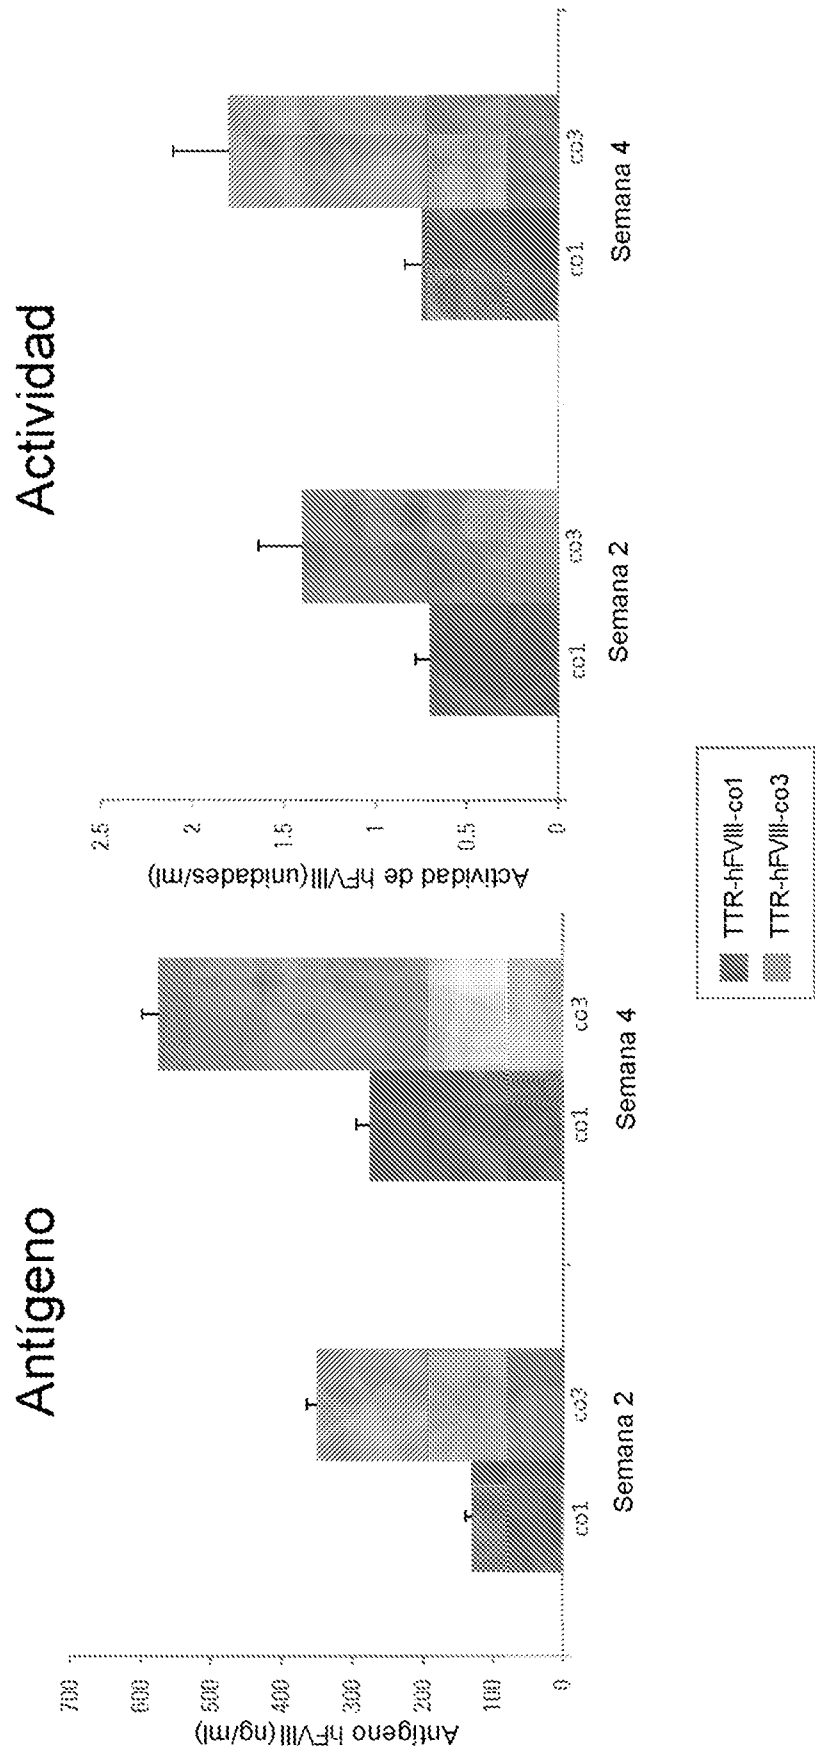 Antígeno
Antígeno hFVIII (ng/ml)
700
600
500
400
300
200
100
0
co1
co3
co1
co3
Semana 2
Semana 4
Actividad
Actividad de hFVIII (unidades/ml)
2.5
2
1.5
1
0.5
0
co1
co3
co1
co3
Semana 2
Semana 4
TTR-hFVIII-co1
TTR-hFVIII-co3